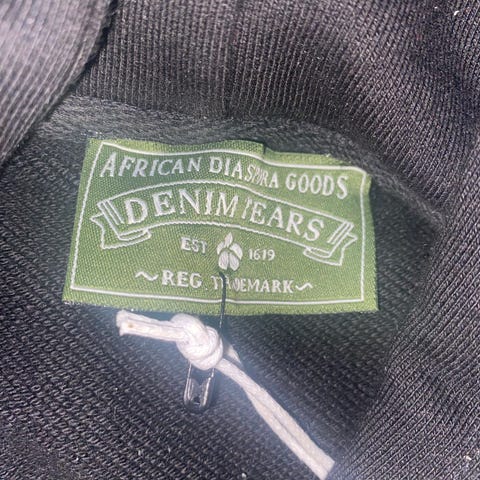 AFRICAN DIASPORA GOODS
DENIM TEARS
EST 1619
~REG. TRADEMARK~